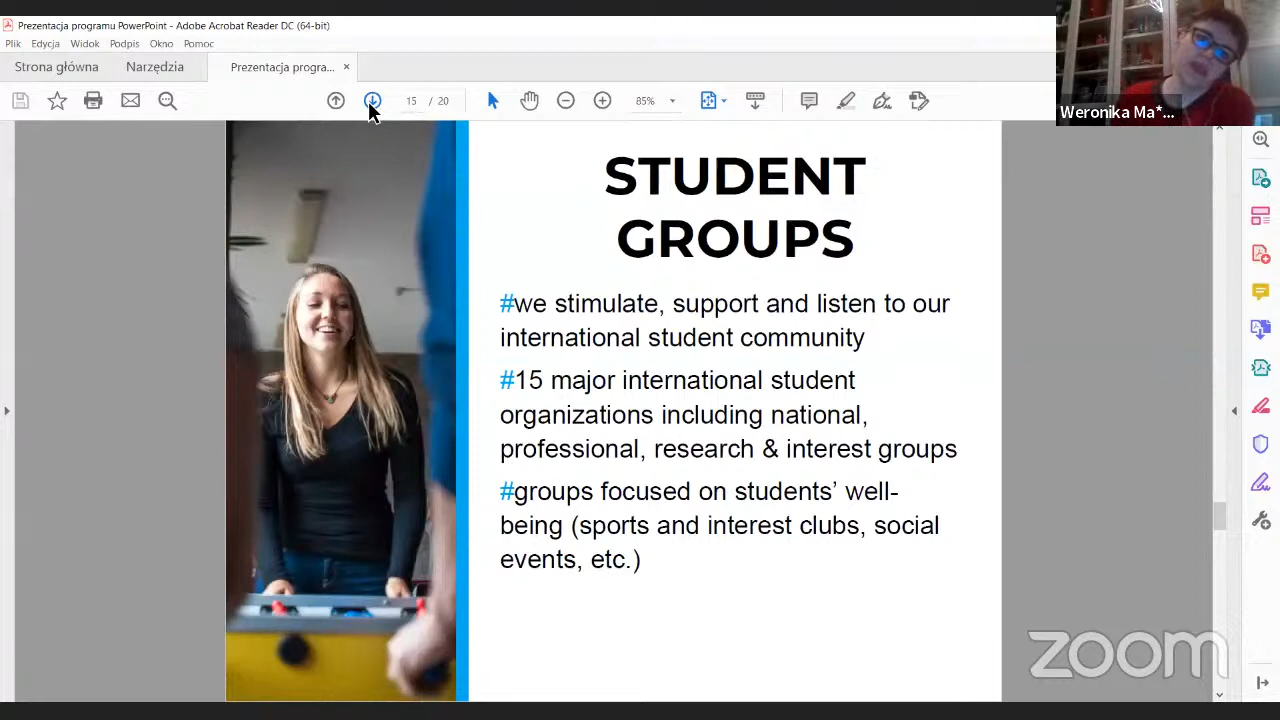 Prezentacja programu PowerPoint - Adobe Acrobat Reader DC (64-bit)
Plik Edycja Widok Podpis Okno Pomoc
Strona główna Narzędzia Prezentacja progra... ×
15 / 20 85%
Weronika Ma*...
STUDENT
GROUPS
#we stimulate, support and listen to our
international student community
#15 major international student
organizations including national,
professional, research & interest groups
#groups focused on students’ well-
being (sports and interest clubs, social
events, etc.)
zoom